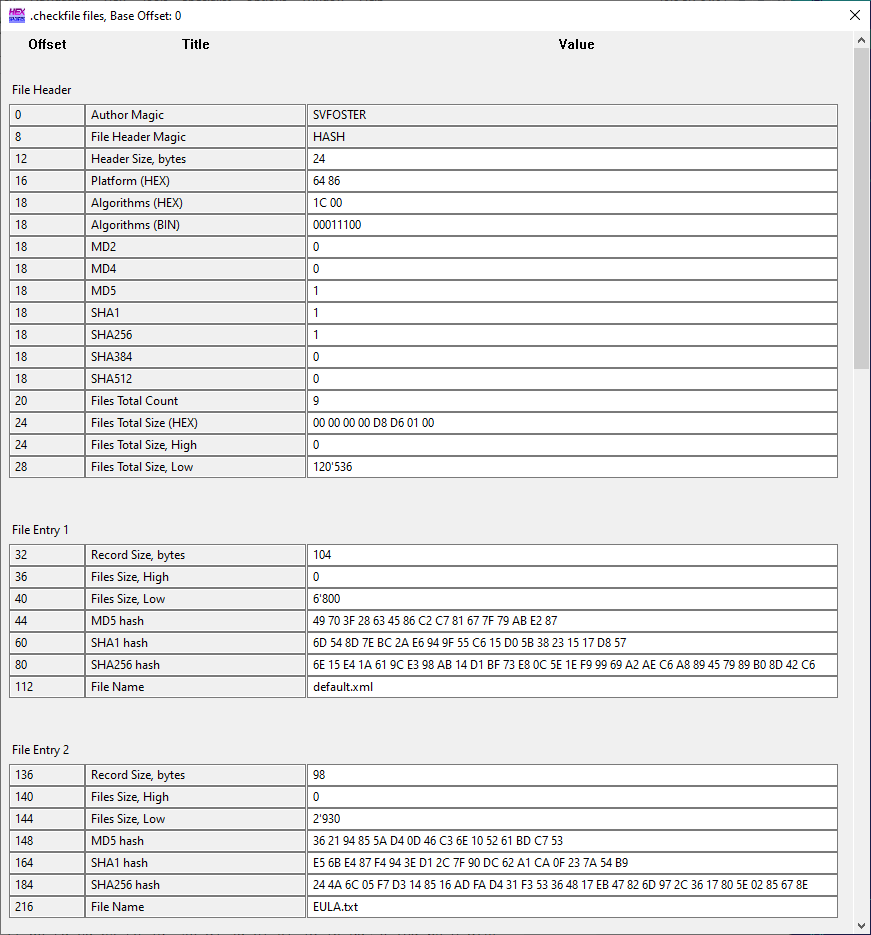 HEX
.checkfile files, Base Offset: 0
Offset Title Value
File Header
0 Author Magic SVFOSTER
8 File Header Magic HASH
12 Header Size, bytes 24
16 Platform (HEX) 64 86
18 Algorithms (HEX) 1C 00
18 Algorithms (BIN) 00011100
18 MD2 0
18 MD4 0
18 MD5 1
18 SHA1 1
18 SHA256 1
18 SHA384 0
18 SHA512 0
20 Files Total Count 9
24 Files Total Size (HEX) 00 00 00 00 D8 D6 01 00
24 Files Total Size, High 0
28 Files Total Size, Low 120'536
File Entry 1
32 Record Size, bytes 104
36 Files Size, High 0
40 Files Size, Low 6'800
44 MD5 hash 49 70 3F 28 63 45 86 C2 C7 81 67 7F 79 AB E2 87
60 SHA1 hash 6D 54 8D 7E BC 2A E6 94 9F 55 C6 15 D0 5B 38 23 15 17 D8 57
80 SHA256 hash 6E 15 E4 1A 61 9C E3 98 AB 14 D1 BF 73 E8 0C 5E 1E F9 99 69 A2 AE C6 A8 89 45 79 89 B0 8D 42 C6
112 File Name default.xml
File Entry 2
136 Record Size, bytes 98
140 Files Size, High 0
144 Files Size, Low 2'930
148 MD5 hash 36 21 94 85 5A D4 0D 46 C3 6E 10 52 61 BD C7 53
164 SHA1 hash E5 6B E4 87 F4 94 3E D1 2C 7F 90 DC 62 A1 CA 0F 23 7A 54 B9
184 SHA256 hash 24 4A 6C 05 F7 D3 14 85 16 AD FA D4 31 F3 53 36 48 17 EB 47 82 6D 97 2C 36 17 80 5E 02 85 67 8E
216 File Name EULA.txt